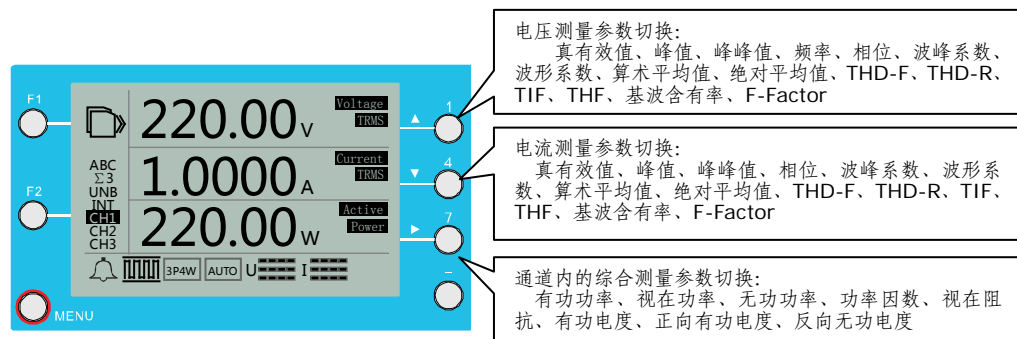 电压测量参数切换:
真有效值、峰值、峰峰值、频率、相位、波峰系数、
波形系数、算术平均值、绝对平均值、THD-F、THD-R、
TIF、THF、基波含有率、F-Factor
F1
220.00V
Voltage
TRMS
1
电流测量参数切换:
真有效值、峰值、峰峰值、相位、波峰系数、波形系
数、算术平均值、绝对平均值、THD-F、THD-R、TIF、
THF、基波含有率、F-Factor
ABC
Σ3
UNB
INT
CH1
CH2
CH3
1.0000A
Current
TRMS
4
F2
220.00W
Active
Power
7
3P4W
AUTO
U
I
–
MENU
通道内的综合测量参数切换:
有功功率、视在功率、无功功率、功率因数、视在阻
抗、有功电度、正向有功电度、反向无功电度